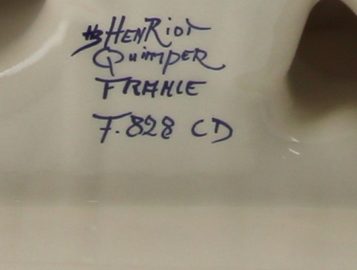 HB HENRiOT
QuimPER
FRANCE
F.828 CD